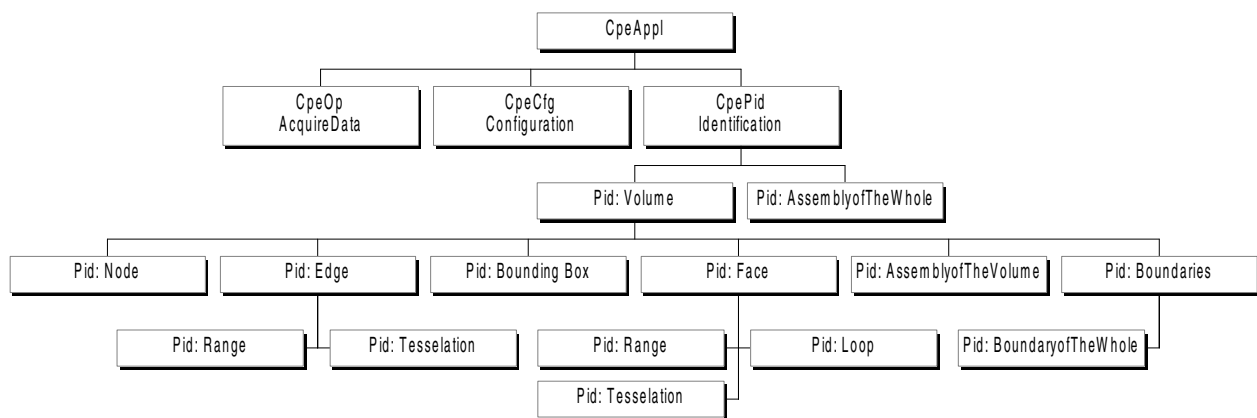 CpeAppl
CpeOp
AcquireData
CpeCfg
Configuration
CpePid
Identification
Pid: Volume
Pid: AssemblyofTheWhole
Pid: Node
Pid: Edge
Pid: Bounding Box
Pid: Face
Pid: AssemblyofTheVolume
Pid: Boundaries
Pid: Range
Pid: Tesselation
Pid: Range
Pid: Loop
Pid: BoundaryofTheWhole
Pid: Tesselation